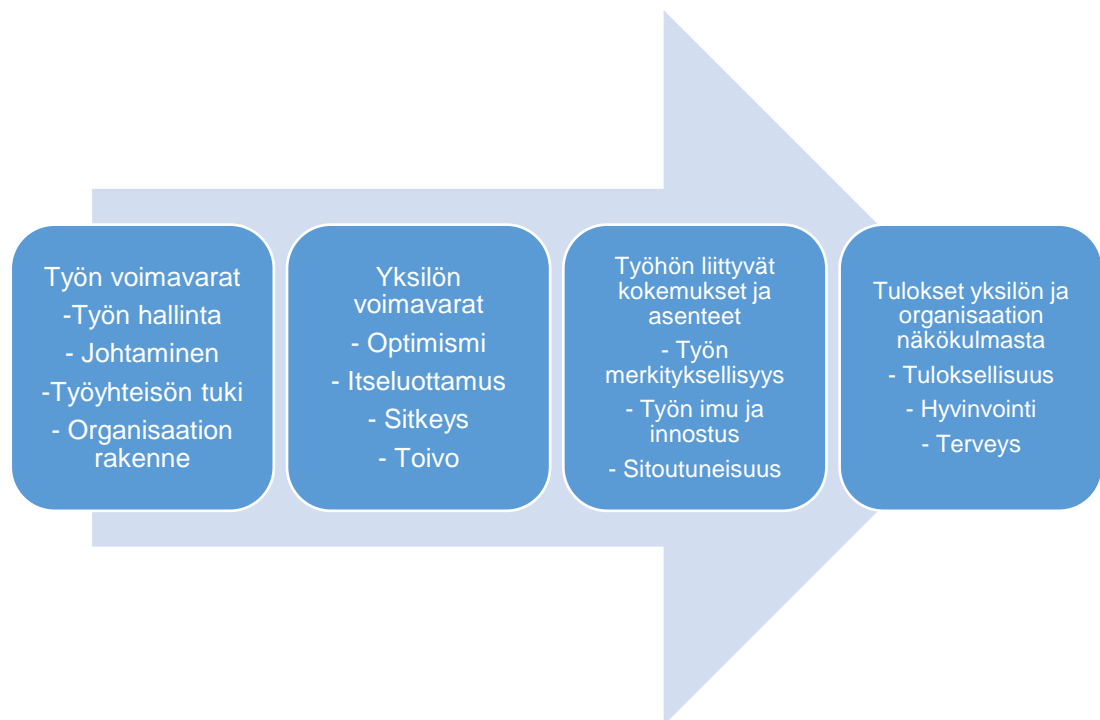 Työn voimavarat
-Työn hallinta
- Johtaminen
-Työyhteisön tuki
- Organisaation
rakenne
Yksilön
voimavarat
- Optimismi
- Itseluottamus
- Sitkeys
- Toivo
Työhön liittyvät
kokemukset ja
asenteet
- Työn
merkityksellisyys
- Työn imu ja
innostus
- Sitoutuneisuus
Tulokset yksilön ja
organisaation
näkökulmasta
- Tuloksellisuus
- Hyvinvointi
- Terveys